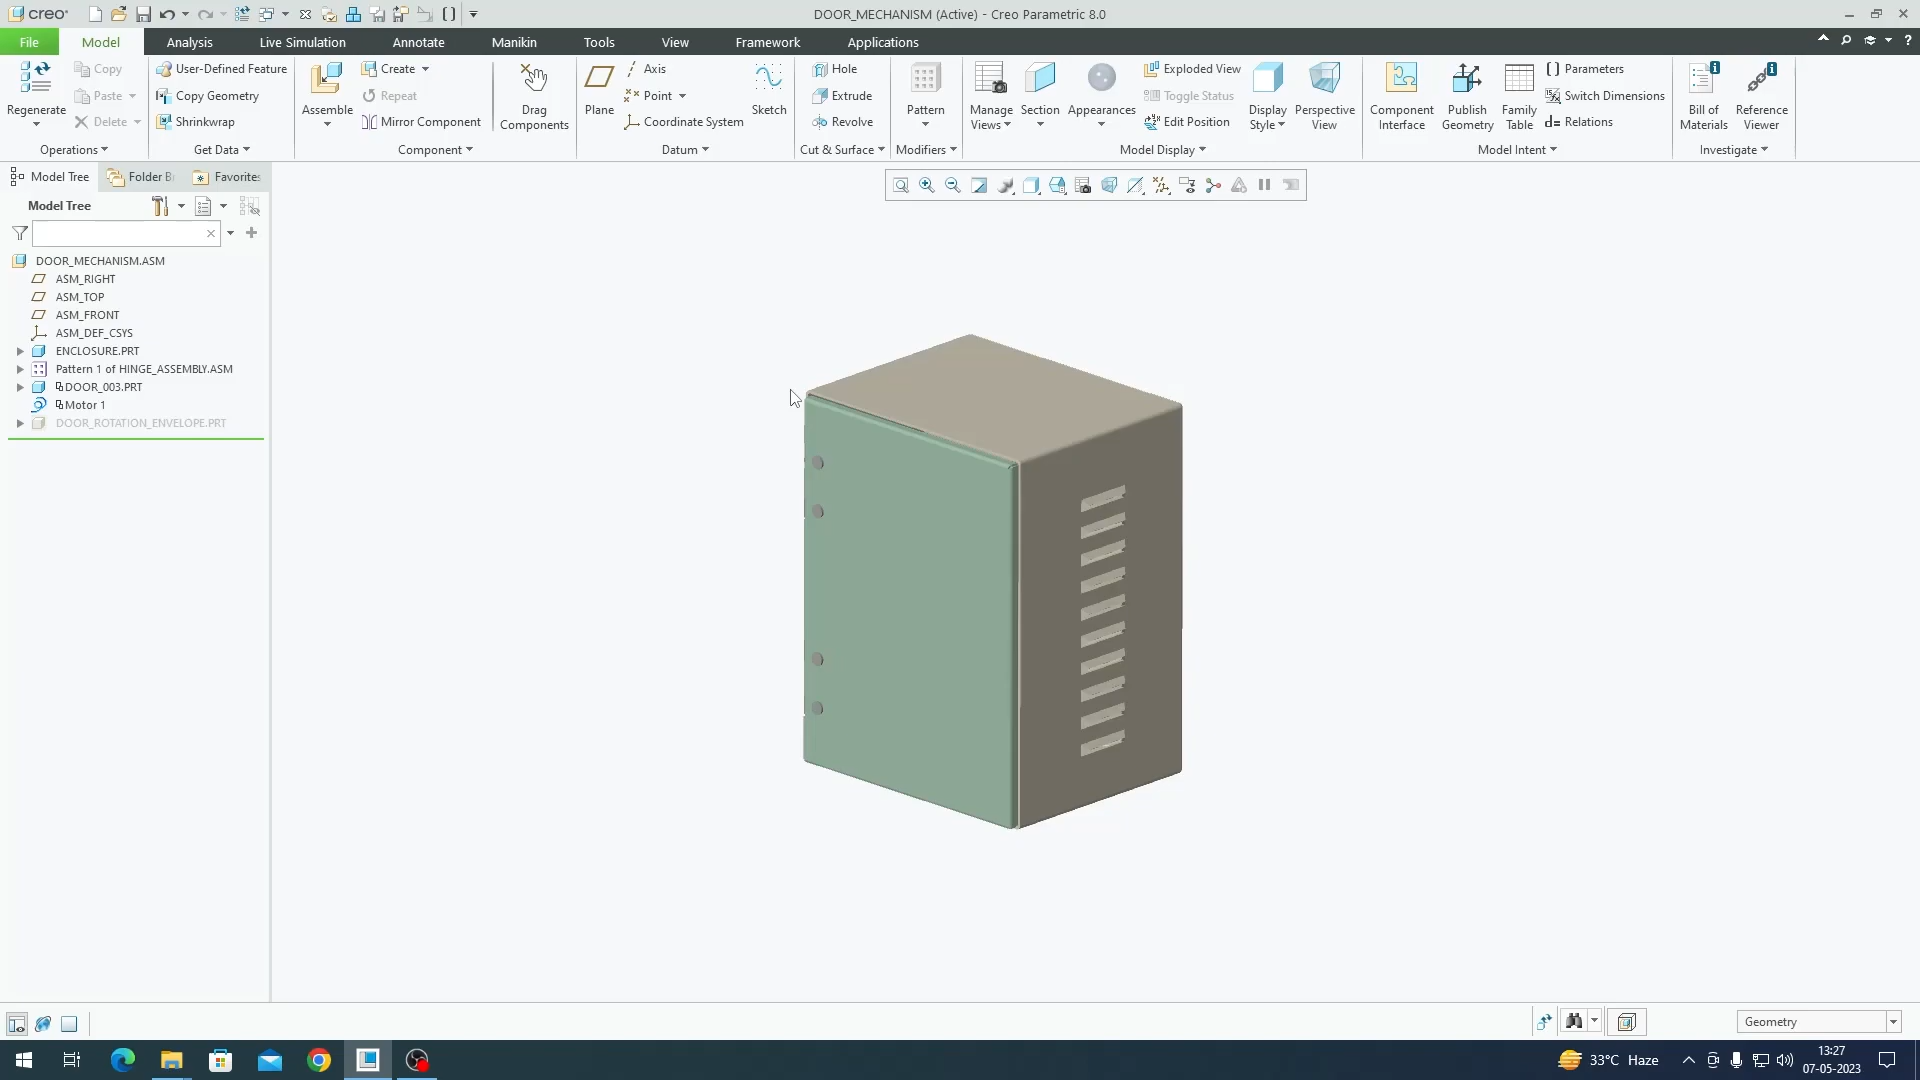 creo DOOR_MECHANISM (Active) - Creo Parametric 8.0
File Model Analysis Live Simulation Annotate Manikin Tools View Framework Applications
Regenerate
Copy
Paste
Delete
Operations
User-Defined Feature
Copy Geometry
Shrinkwrap
Get Data
Assemble
Create
Repeat
Mirror Component
Drag
Components
Component
Plane
Axis
Point
Coordinate System
Sketch
Datum
Hole
Extrude
Revolve
Cut & Surface
Pattern
Modifiers
Manage
Views
Section
Appearances
Exploded View
Toggle Status
Edit Position
Display
Style
Perspective
View
Model Display
Component
Interface
Publish
Geometry
Family
Table
Parameters
Switch Dimensions
d= Relations
Model Intent
Bill of
Materials
Reference
Viewer
Investigate
Model Tree Folder Br Favorites
Model Tree
DOOR_MECHANISM.ASM
ASM_RIGHT
ASM_TOP
ASM_FRONT
ASM_DEF_CSYS
ENCLOSURE.PRT
Pattern 1 of HINGE_ASSEMBLY.ASM
DOOR_003.PRT
Motor 1
DOOR_ROTATION_ENVELOPE.PRT
Geometry
33°C Haze
13:27
07-05-2023